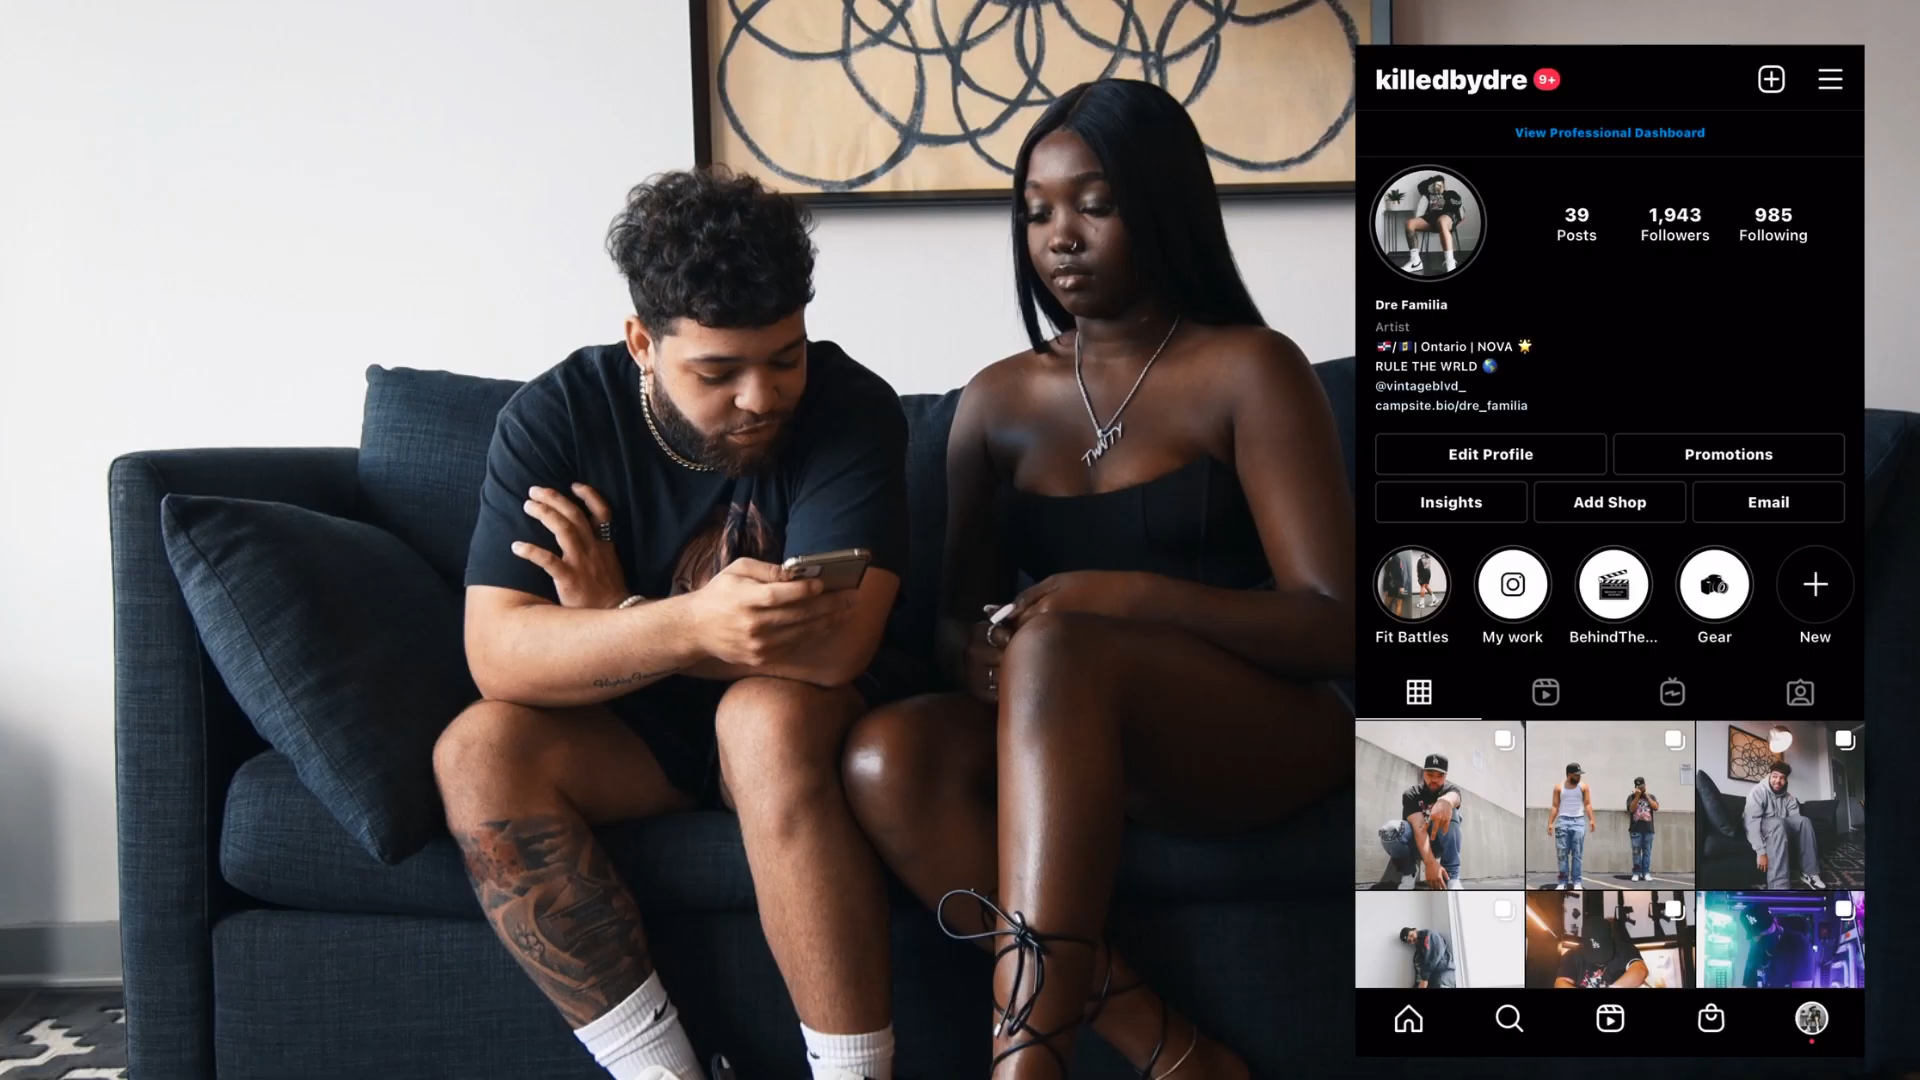 killedbydre 9+
View Professional Dashboard
39 1,943 985
Posts Followers Following
Dre Familia
Artist
🇩🇴/🇧🇧| Ontario | NOVA 🌟
RULE THE WRLD 🌎
@vintageblvd_
campsite.bio/dre_familia
Edit Profile Promotions
Insights Add Shop Email
Fit Battles My work BehindThe... Gear New
TWNTY